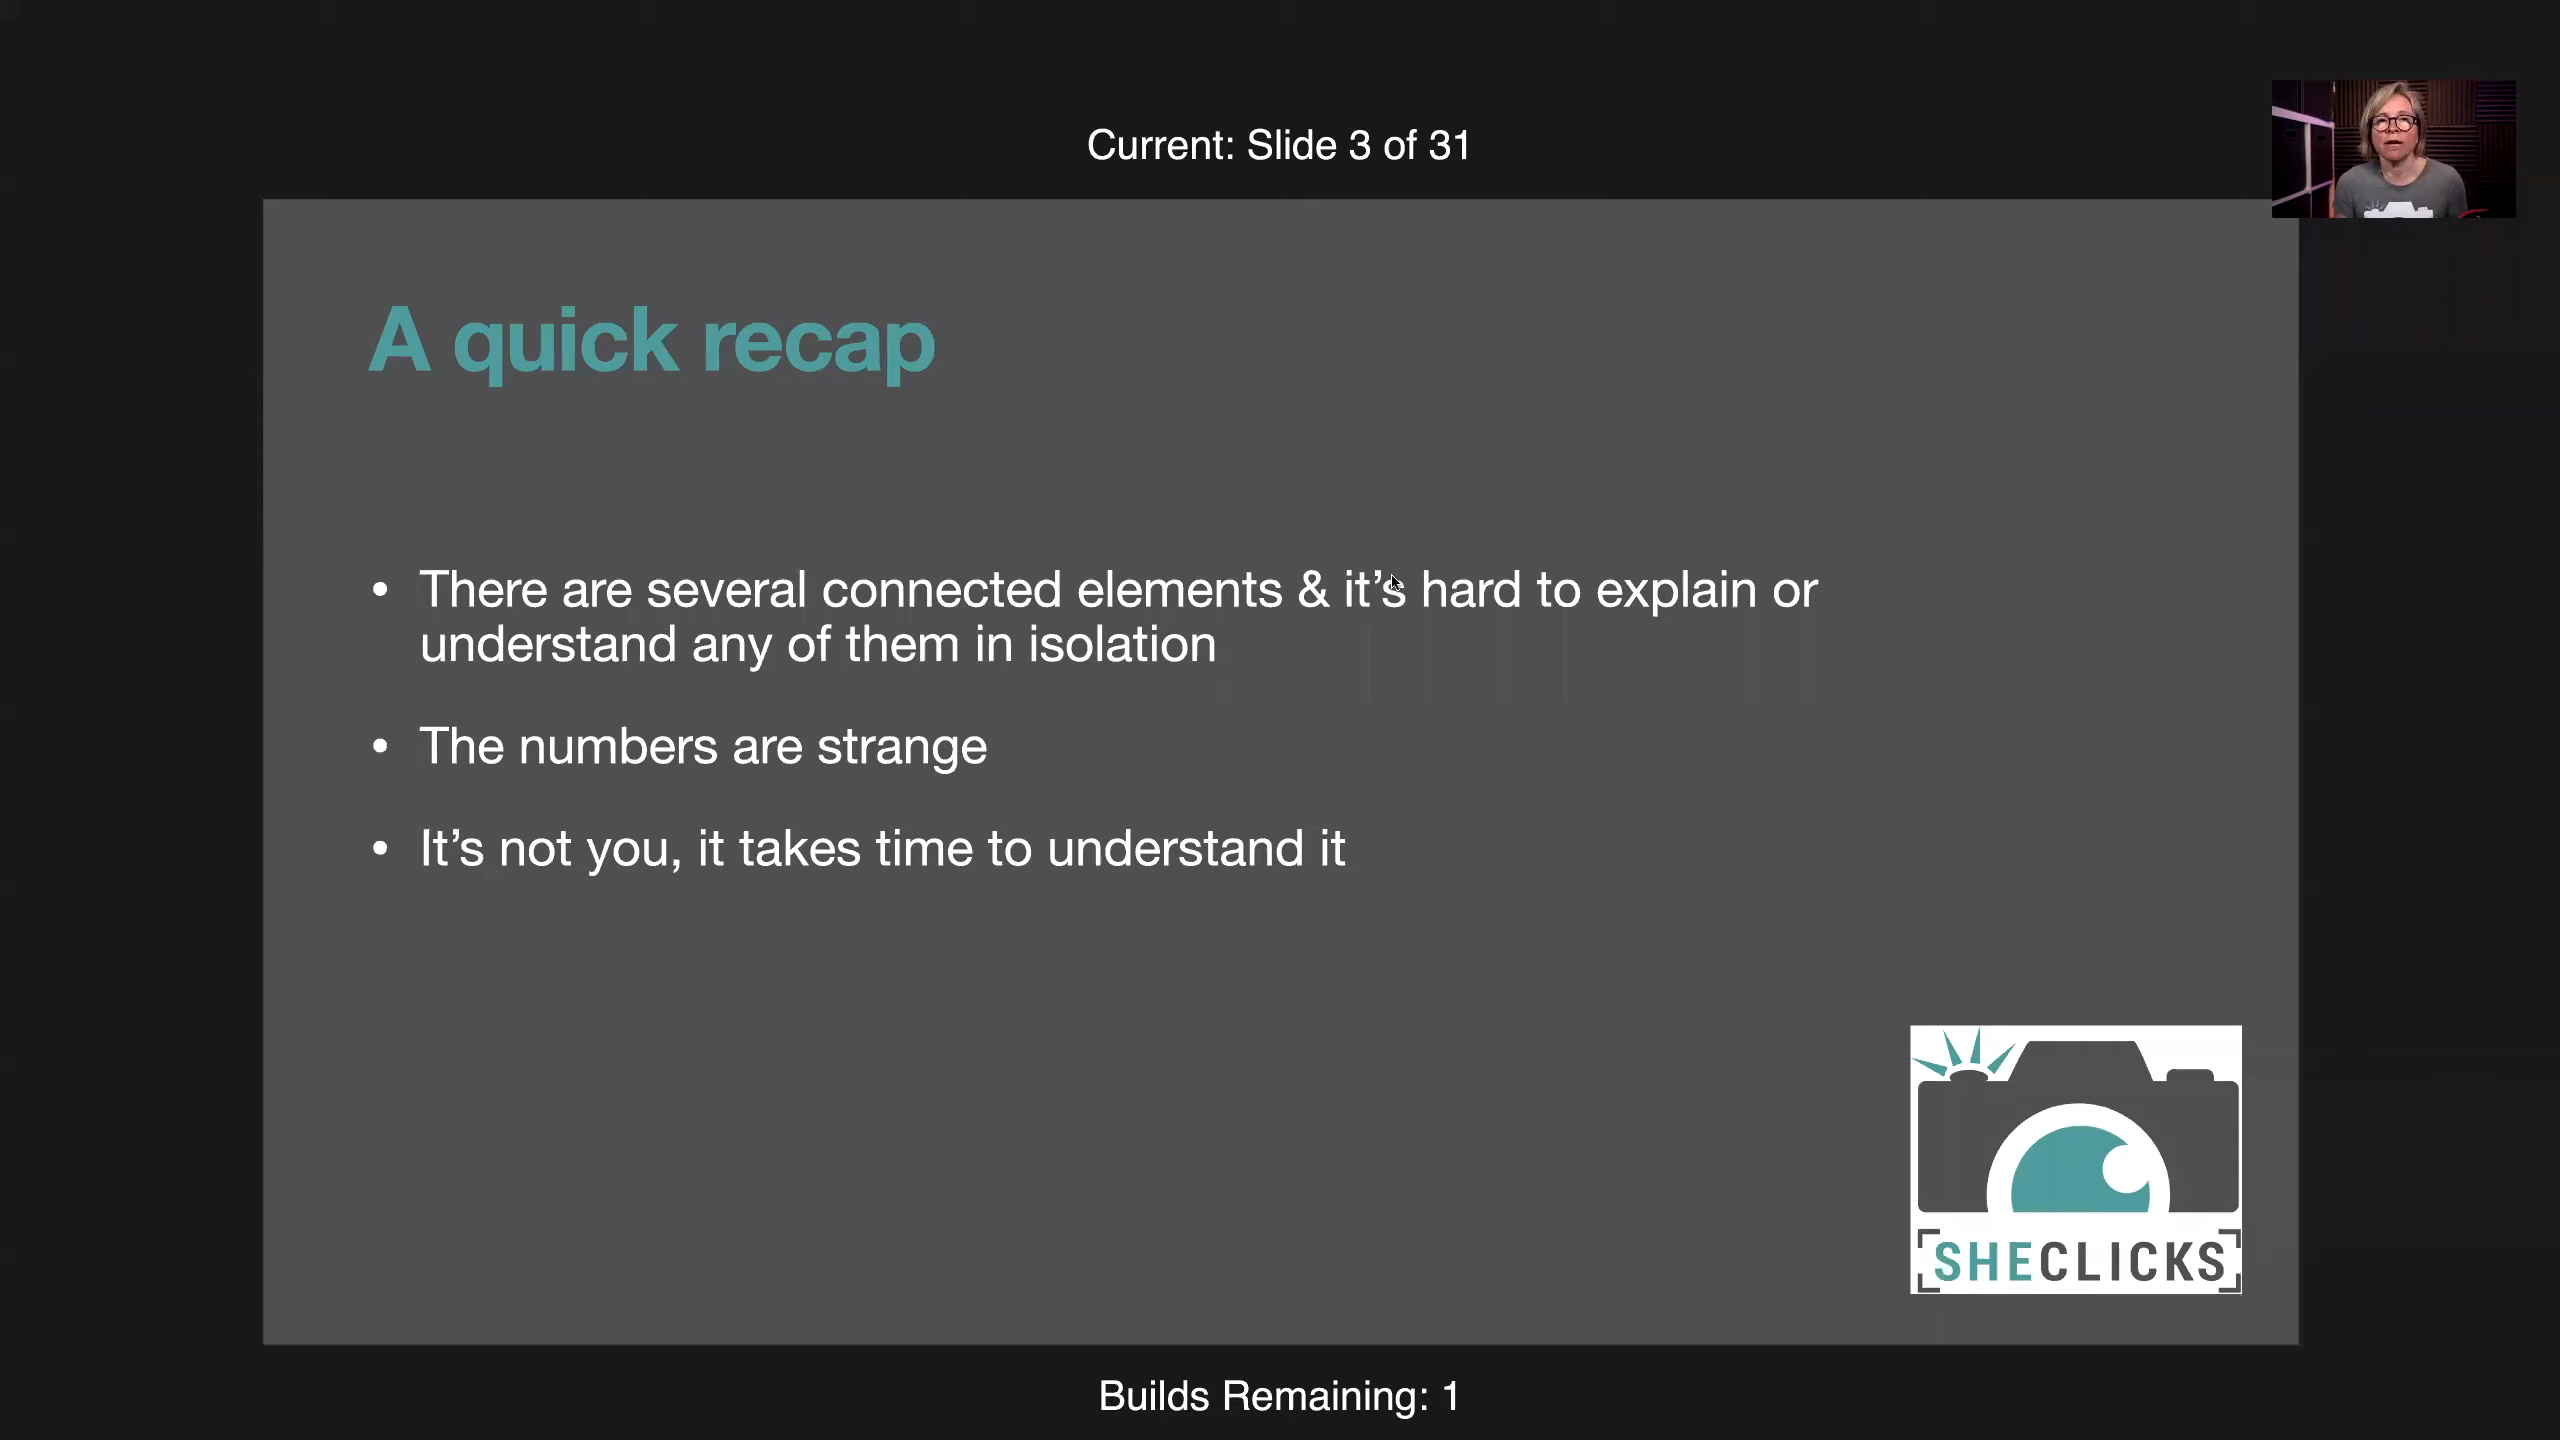 Current: Slide 3 of 31
A quick recap
• There are several connected elements & it’s hard to explain or
understand any of them in isolation
• The numbers are strange
• It’s not you, it takes time to understand it
SHECLICKS
Builds Remaining: 1